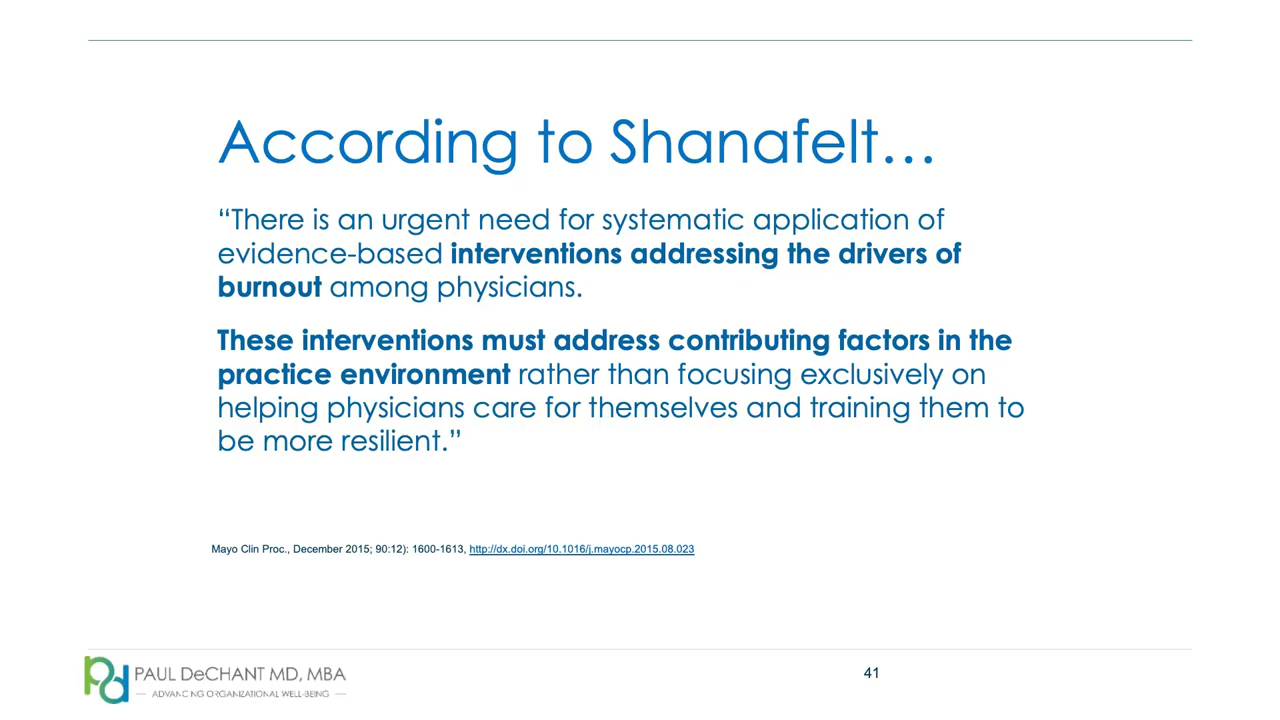 According to Shanafelt…
“There is an urgent need for systematic application of
evidence-based interventions addressing the drivers of
burnout among physicians.
These interventions must address contributing factors in the
practice environment rather than focusing exclusively on
helping physicians care for themselves and training them to
be more resilient.”
Mayo Clin Proc., December 2015; 90:12): 1600-1613, http://dx.doi.org/10.1016/j.mayocp.2015.08.023
pd PAUL DeCHANT MD, MBA
ADVANCING ORGANIZATIONAL WELL-BEING
41